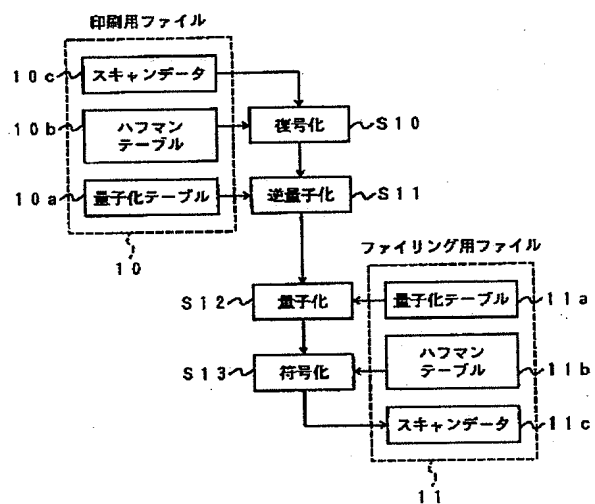 印刷用ファイル
10c
スキャンデータ
10b
ハフマン
テーブル
復号化
S10
10a
量子化テーブル
逆量子化
S11
10
ファイリング用ファイル
S12
量子化
量子化テーブル
11a
S13
符号化
ハフマン
テーブル
11b
スキャンデータ
11c
11